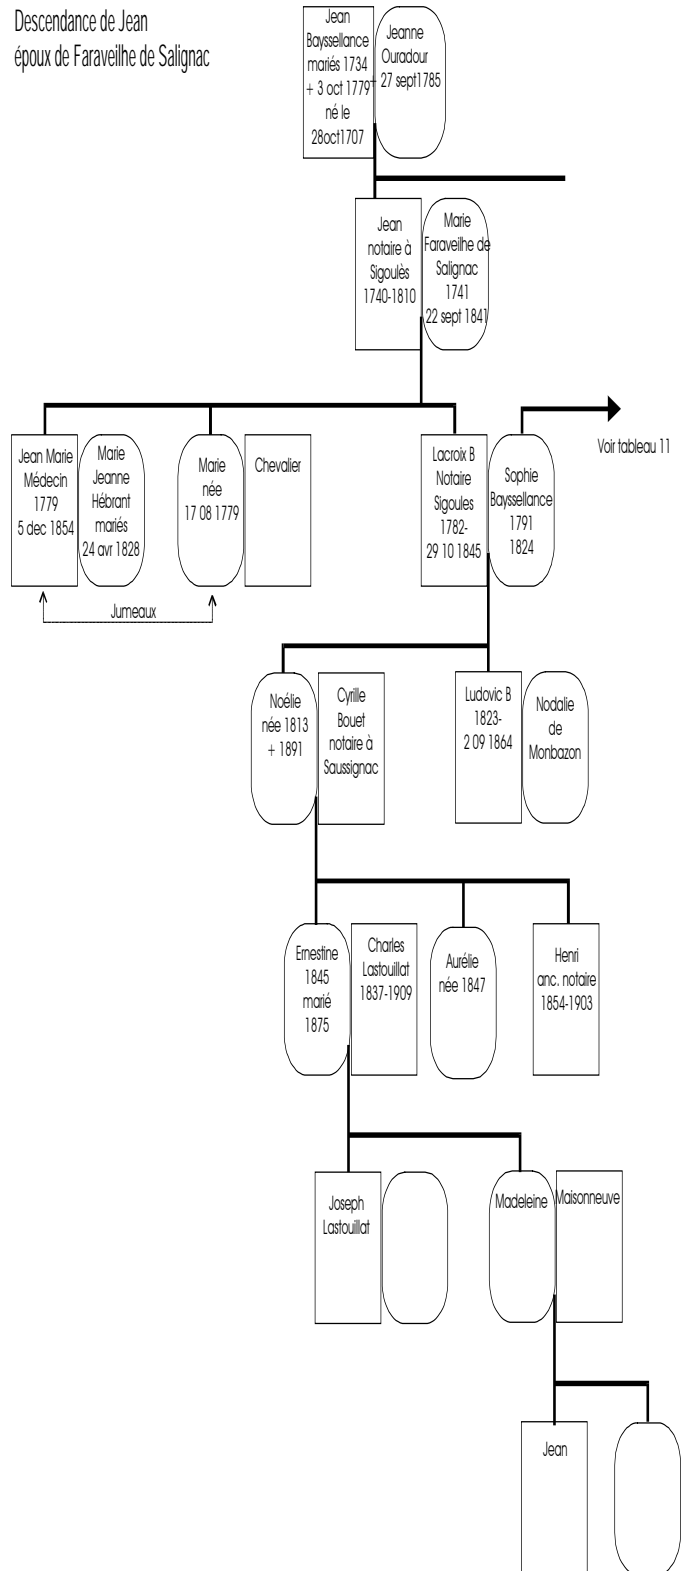 Descendance de Jean
époux de Faraveilhe de Salignac
Jean
Bayssellance
mariés 1734
+ 3 oct 1779
né le
28oct1707
Jeanne
Ouradour
+ 27 sept1785
Jean
notaire à
Sigoulès
1740-1810
Marie
Faraveilhe de
Salignac
1741
22 sept 1841
Jean Marie
Médecin
1779
5 dec 1854
Marie
Jeanne
Hébrant
mariés
24 avr 1828
Marie
née
17 08 1779
Chevalier
Lacroix B
Notaire
Sigoules
1782-
29 10 1845
Sophie
Bayssellance
1791
1824
Voir tableau 11
Jumeaux
Noélie
née 1813
+ 1891
Cyrille
Bouet
notaire à
Saussignac
Ludovic B
1823-
2 09 1864
Nodalie
de
Monbazon
Ernestine
1845
marié
1875
Charles
Lastouillat
1837-1909
Aurélie
née 1847
Henri
anc. notaire
1854-1903
Joseph
Lastouillat
Madeleine
Maisonneuve
Jean